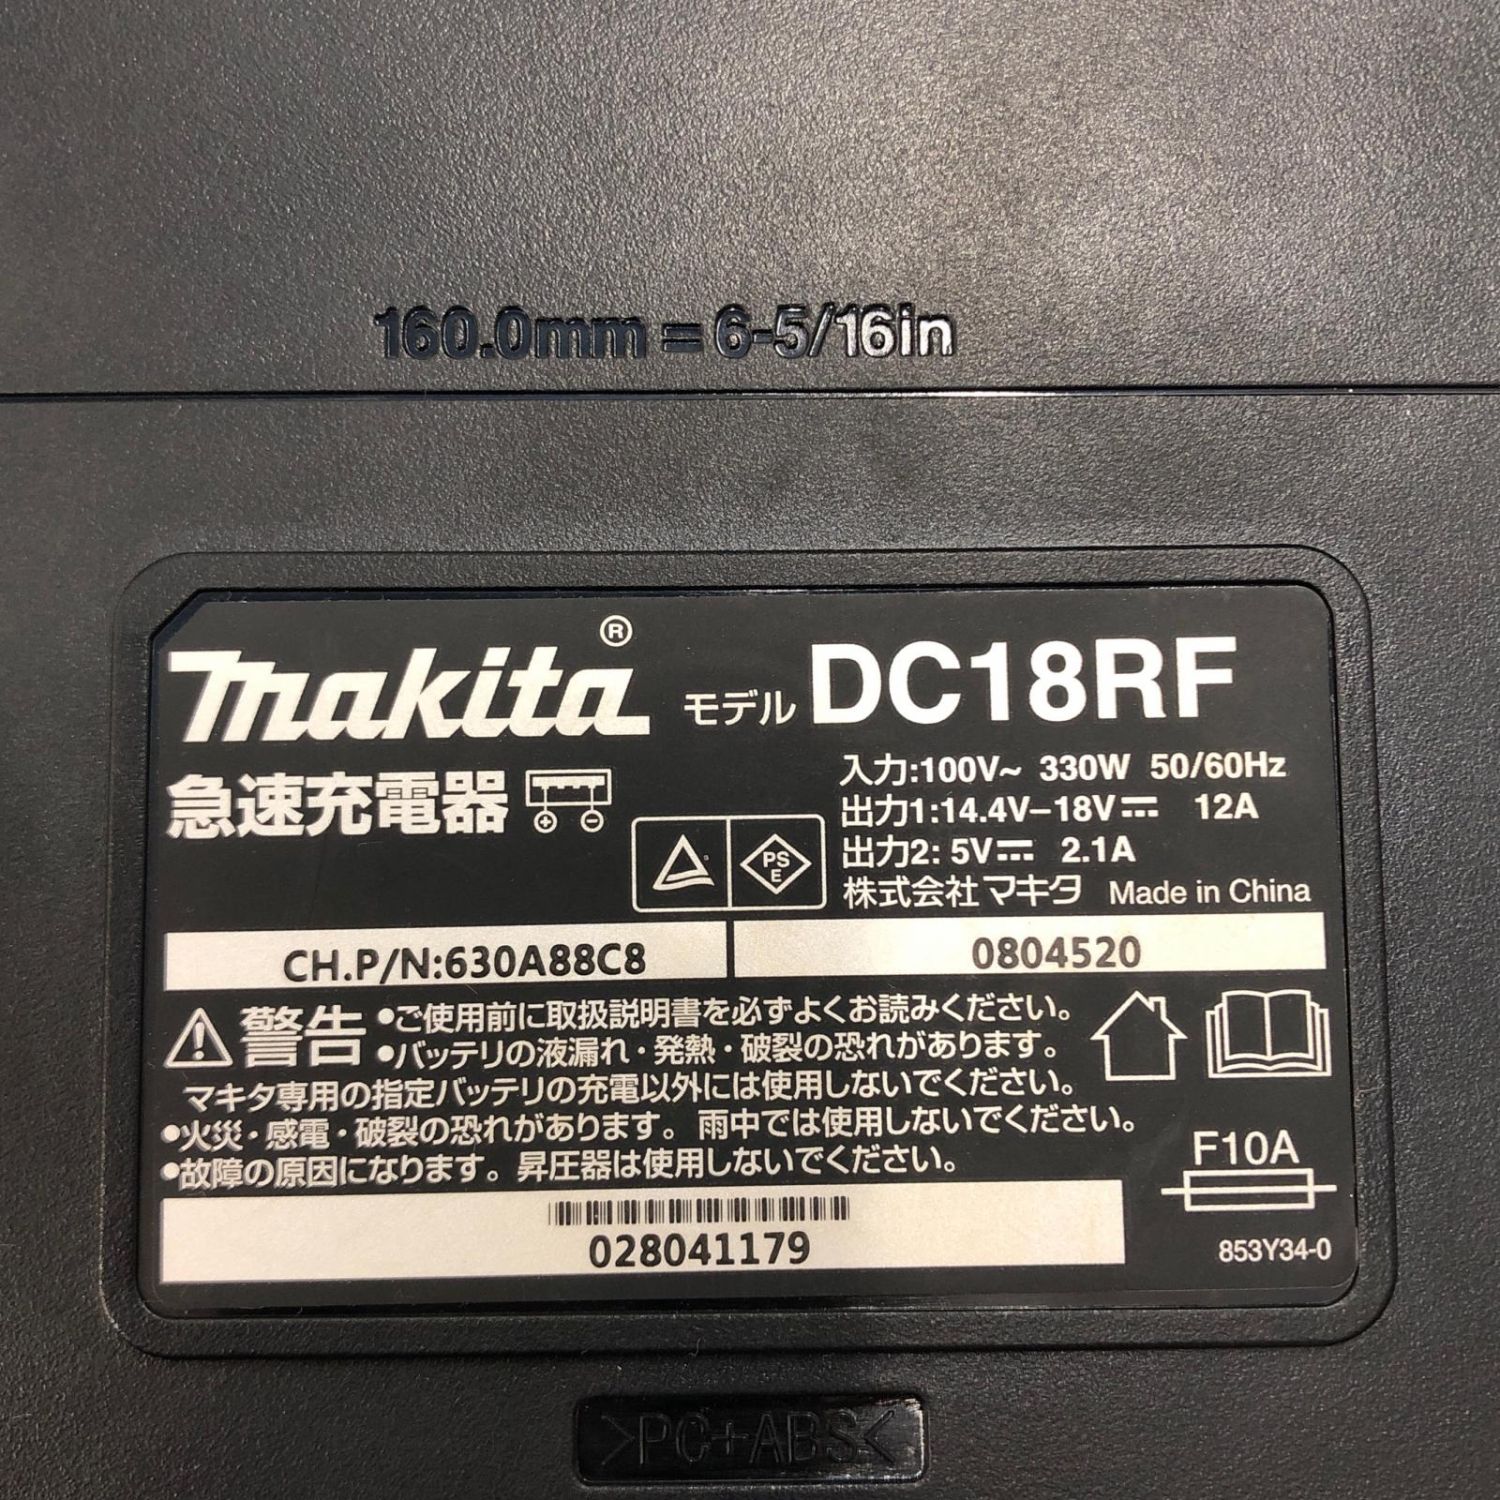 160.0mm = 6-5/16in
makita® モデル DC18RF
急速充電器
入力:100V~ 330W 50/60Hz
出力1:14.4V–18V⎓ 12A
出力2: 5V⎓ 2.1A
株式会社マキタ Made in China
PS
E
CH.P/N:630A88C8
0804520
警告
•ご使用前に取扱説明書を必ずよくお読みください。
•バッテリの液漏れ・発熱・破裂の恐れがあります。
マキタ専用の指定バッテリの充電以外には使用しないでください。
•火災・感電・破裂の恐れがあります。雨中では使用しないでください。
•故障の原因になります。昇圧器は使用しないでください。
F10A
028041179
853Y34-0
>PC+ABS<